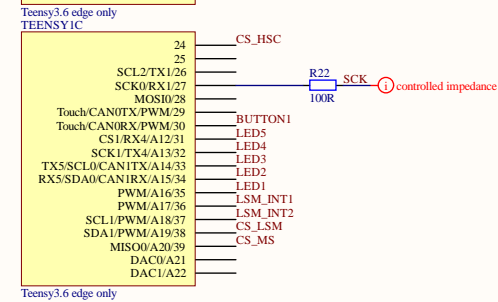 Teensy3.6 edge only
TEENSY1C
24 CS_HSC
25
SCL2/TX1/26
SCK0/RX1/27 R22 100R SCK i controlled impedance
MOSI0/28
Touch/CAN0TX/PWM/29
Touch/CAN0RX/PWM/30 BUTTON1
CS1/RX4/A12/31 LED5
SCK1/TX4/A13/32 LED4
TX5/SCL0/CAN1TX/A14/33 LED3
RX5/SDA0/CAN1RX/A15/34 LED2
PWM/A16/35 LED1
PWM/A17/36 LSM_INT1
SCL1/PWM/A18/37 LSM_INT2
SDA1/PWM/A19/38 CS_LSM
MISO0/A20/39 CS_MS
DAC0/A21
DAC1/A22
Teensy3.6 edge only